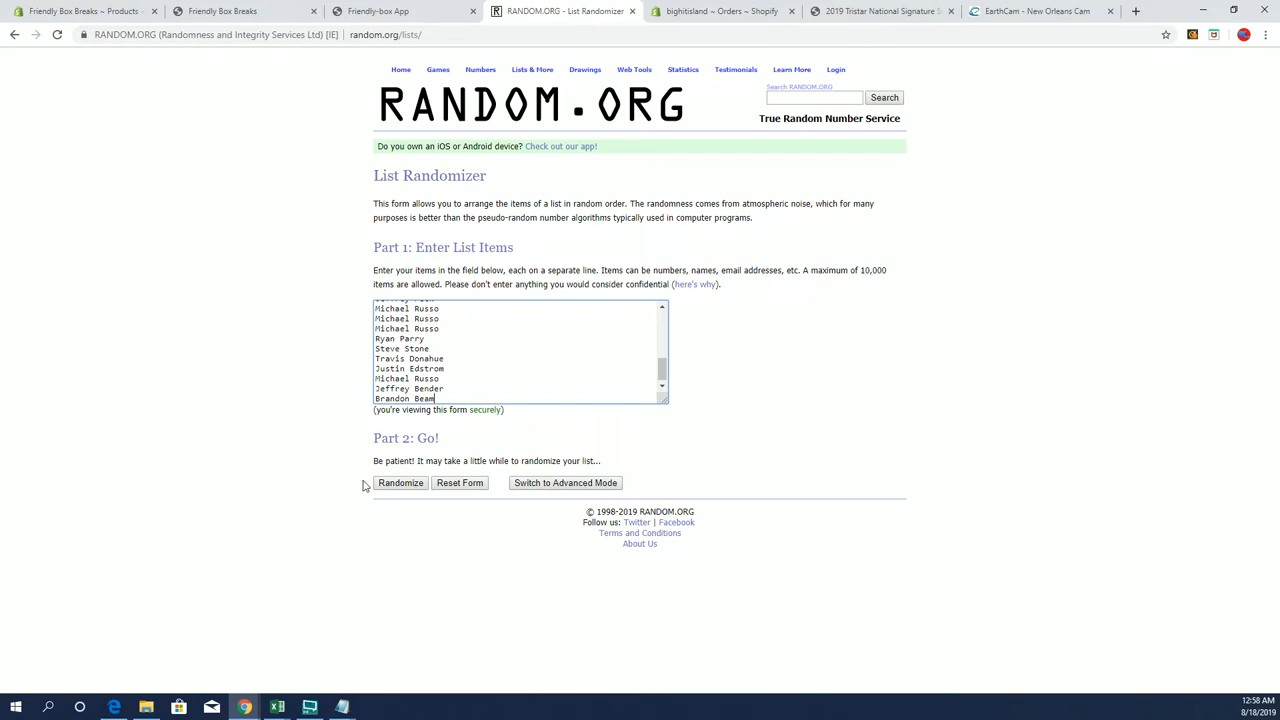 Friendly Box Breaks ~ Products ~
Friendly Box Breaks
Friendly-box App
RANDOM.ORG - List Randomizer
bighitisland ~ Orders ~ Shopify
2019 Tristar National Signature S
EarthCam - New Orleans Cam
RANDOM.ORG (Randomness and Integrity Services Ltd) [IE] | random.org/lists/
Home Games Numbers Lists & More Drawings Web Tools Statistics Testimonials Learn More Login
RANDOM.ORG
Search RANDOM.ORG
Search
True Random Number Service
Do you own an iOS or Android device? Check out our app!
List Randomizer
This form allows you to arrange the items of a list in random order. The randomness comes from atmospheric noise, which for many
purposes is better than the pseudo-random number algorithms typically used in computer programs.
Part 1: Enter List Items
Enter your items in the field below, each on a separate line. Items can be numbers, names, email addresses, etc. A maximum of 10,000
items are allowed. Please don't enter anything you would consider confidential (here's why).
Michael Russo
Michael Russo
Michael Russo
Ryan Parry
Steve Stone
Travis Donahue
Justin Edstrom
Michael Russo
Jeffrey Bender
Brandon Beam
(you're viewing this form securely)
Part 2: Go!
Be patient! It may take a little while to randomize your list...
Randomize Reset Form Switch to Advanced Mode
© 1998-2019 RANDOM.ORG
Follow us: Twitter | Facebook
Terms and Conditions
About Us
12:58 AM
8/18/2019